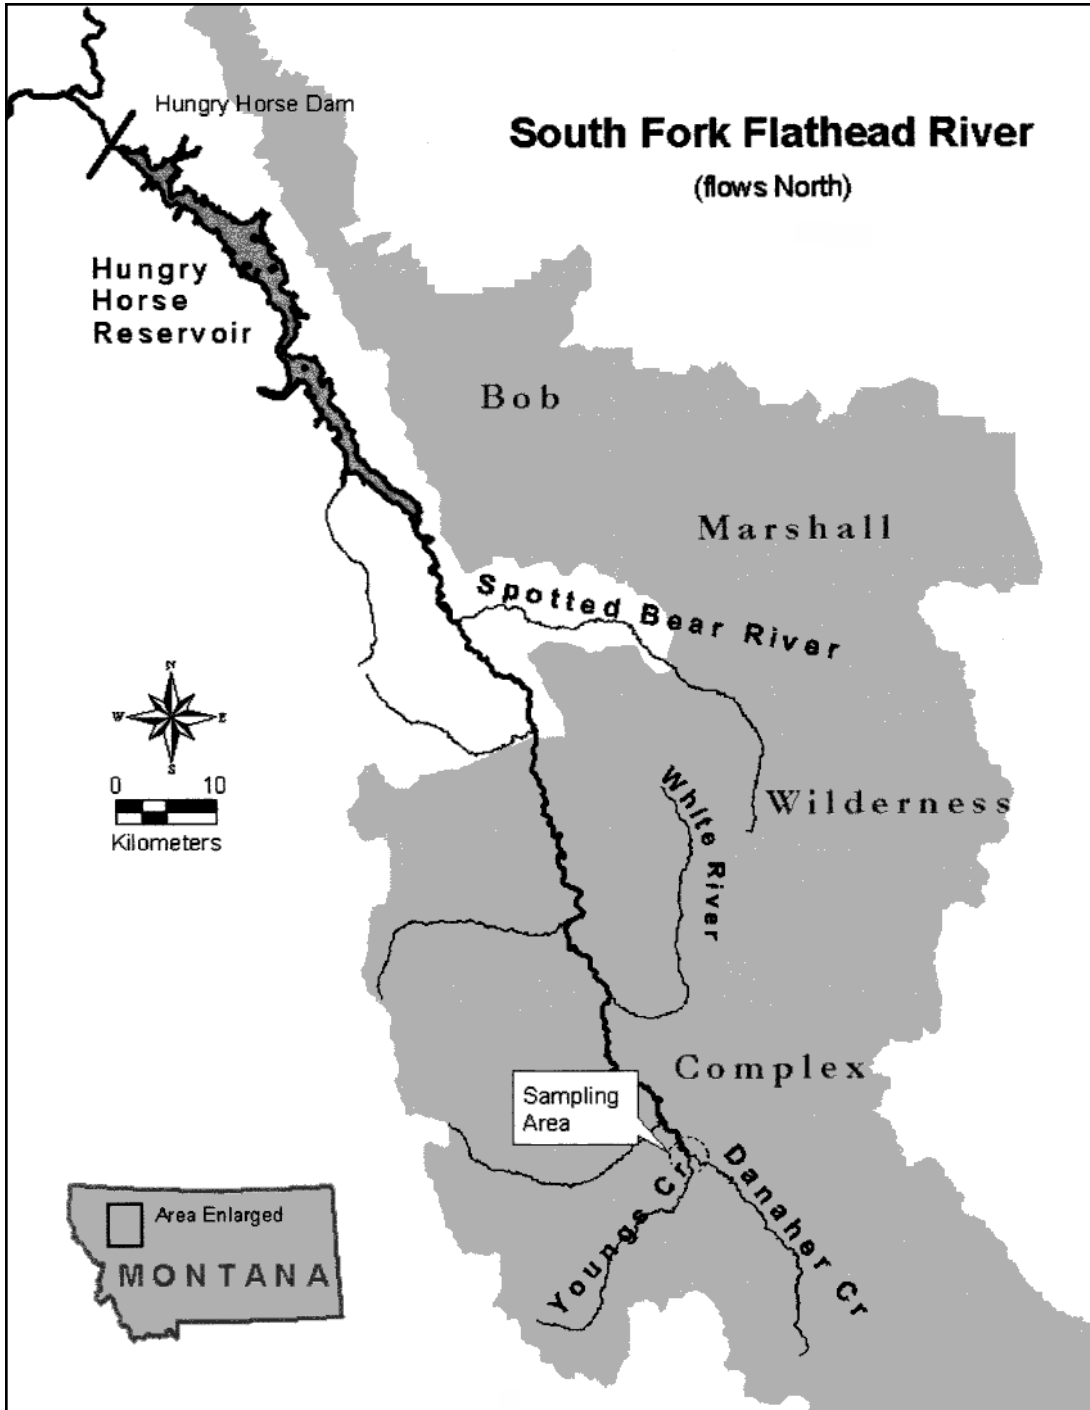 Hungry Horse Dam
South Fork Flathead River
(flows North)
Hungry
Horse
Reservoir
Bob
Marshall
Spotted Bear River
N
W E
S
0 10
Kilometers
White River
Wilderness
Complex
Sampling
Area
Youngs Cr
Danaher Cr
Area Enlarged
MONTANA